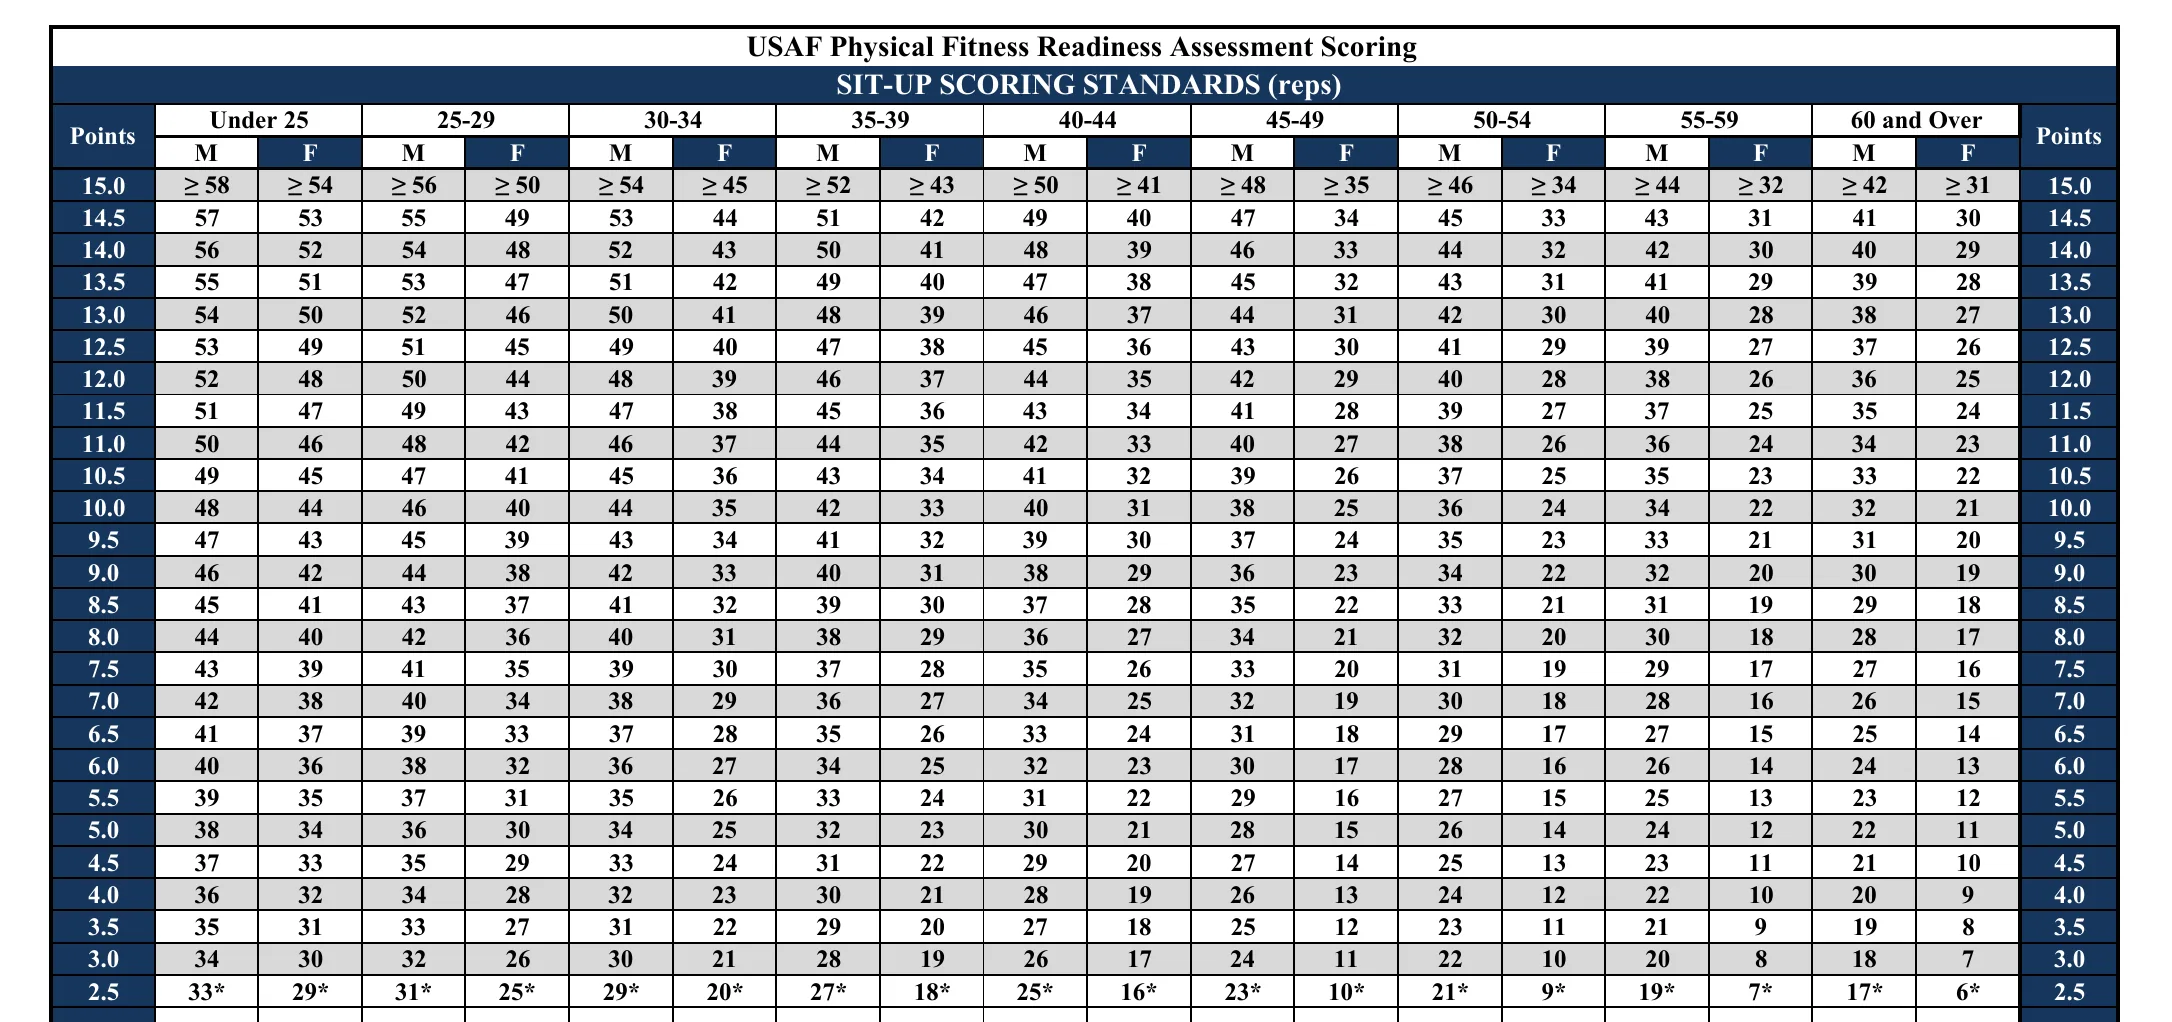 USAF Physical Fitness Readiness Assessment Scoring
SIT-UP SCORING STANDARDS (reps)
Points Under 25 25-29 30-34 35-39 40-44 45-49 50-54 55-59 60 and Over Points
M F M F M F M F M F M F M F M F M F
15.0 ≥ 58 ≥ 54 ≥ 56 ≥ 50 ≥ 54 ≥ 45 ≥ 52 ≥ 43 ≥ 50 ≥ 41 ≥ 48 ≥ 35 ≥ 46 ≥ 34 ≥ 44 ≥ 32 ≥ 42 ≥ 31 15.0
14.5 57 53 55 49 53 44 51 42 49 40 47 34 45 33 43 31 41 30 14.5
14.0 56 52 54 48 52 43 50 41 48 39 46 33 44 32 42 30 40 29 14.0
13.5 55 51 53 47 51 42 49 40 47 38 45 32 43 31 41 29 39 28 13.5
13.0 54 50 52 46 50 41 48 39 46 37 44 31 42 30 40 28 38 27 13.0
12.5 53 49 51 45 49 40 47 38 45 36 43 30 41 29 39 27 37 26 12.5
12.0 52 48 50 44 48 39 46 37 44 35 42 29 40 28 38 26 36 25 12.0
11.5 51 47 49 43 47 38 45 36 43 34 41 28 39 27 37 25 35 24 11.5
11.0 50 46 48 42 46 37 44 35 42 33 40 27 38 26 36 24 34 23 11.0
10.5 49 45 47 41 45 36 43 34 41 32 39 26 37 25 35 23 33 22 10.5
10.0 48 44 46 40 44 35 42 33 40 31 38 25 36 24 34 22 32 21 10.0
9.5 47 43 45 39 43 34 41 32 39 30 37 24 35 23 33 21 31 20 9.5
9.0 46 42 44 38 42 33 40 31 38 29 36 23 34 22 32 20 30 19 9.0
8.5 45 41 43 37 41 32 39 30 37 28 35 22 33 21 31 19 29 18 8.5
8.0 44 40 42 36 40 31 38 29 36 27 34 21 32 20 30 18 28 17 8.0
7.5 43 39 41 35 39 30 37 28 35 26 33 20 31 19 29 17 27 16 7.5
7.0 42 38 40 34 38 29 36 27 34 25 32 19 30 18 28 16 26 15 7.0
6.5 41 37 39 33 37 28 35 26 33 24 31 18 29 17 27 15 25 14 6.5
6.0 40 36 38 32 36 27 34 25 32 23 30 17 28 16 26 14 24 13 6.0
5.5 39 35 37 31 35 26 33 24 31 22 29 16 27 15 25 13 23 12 5.5
5.0 38 34 36 30 34 25 32 23 30 21 28 15 26 14 24 12 22 11 5.0
4.5 37 33 35 29 33 24 31 22 29 20 27 14 25 13 23 11 21 10 4.5
4.0 36 32 34 28 32 23 30 21 28 19 26 13 24 12 22 10 20 9 4.0
3.5 35 31 33 27 31 22 29 20 27 18 25 12 23 11 21 9 19 8 3.5
3.0 34 30 32 26 30 21 28 19 26 17 24 11 22 10 20 8 18 7 3.0
2.5 33* 29* 31* 25* 29* 20* 27* 18* 25* 16* 23* 10* 21* 9* 19* 7* 17* 6* 2.5